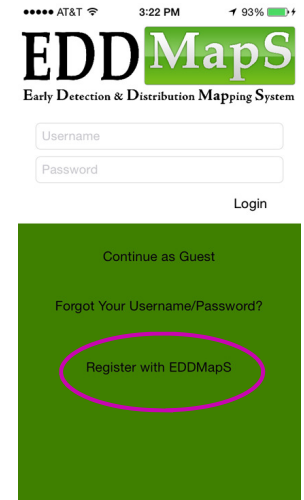 AT&T 3:22 PM 93%
EDDMapS
Early Detection & Distribution Mapping System
Username
Password
Login
Continue as Guest
Forgot Your Username/Password?
Register with EDDMapS